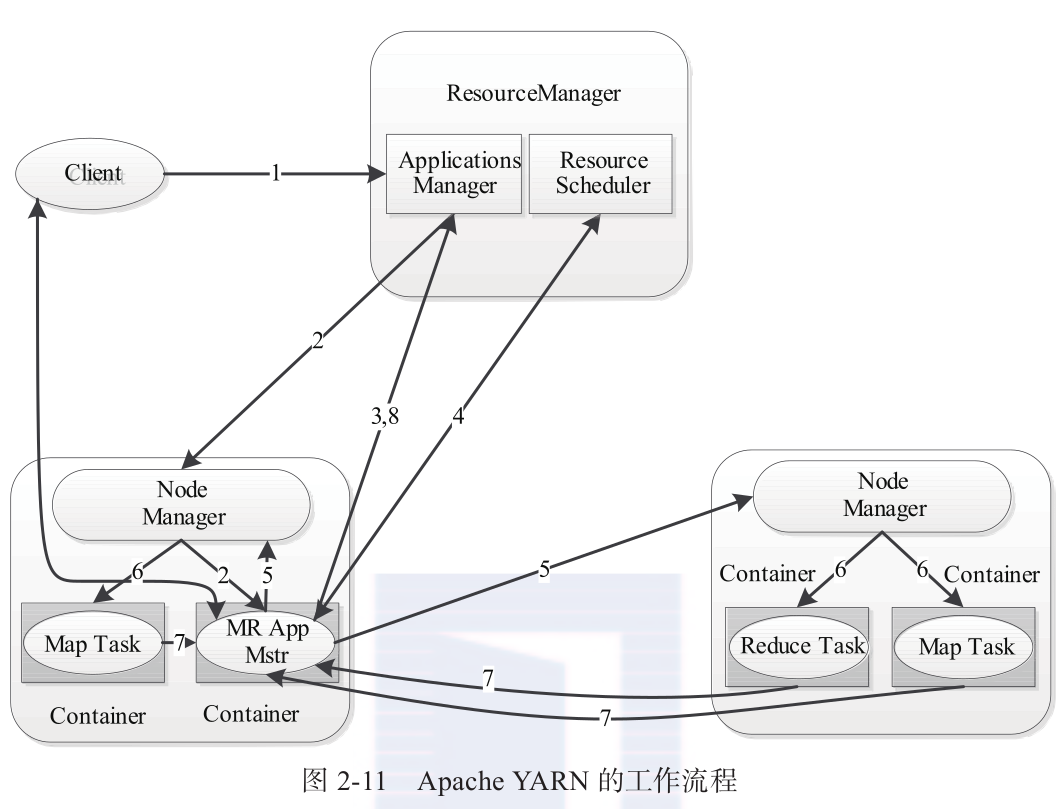 ResourceManager
Client
1
Applications
Manager
Resource
Scheduler
2
3,8
4
Node
Manager
Node
Manager
6
2
5
5
Container
6
6
Container
Map Task
7
MR App
Mstr
Reduce Task
Map Task
7
7
Container
Container
图 2-11 Apache YARN 的工作流程